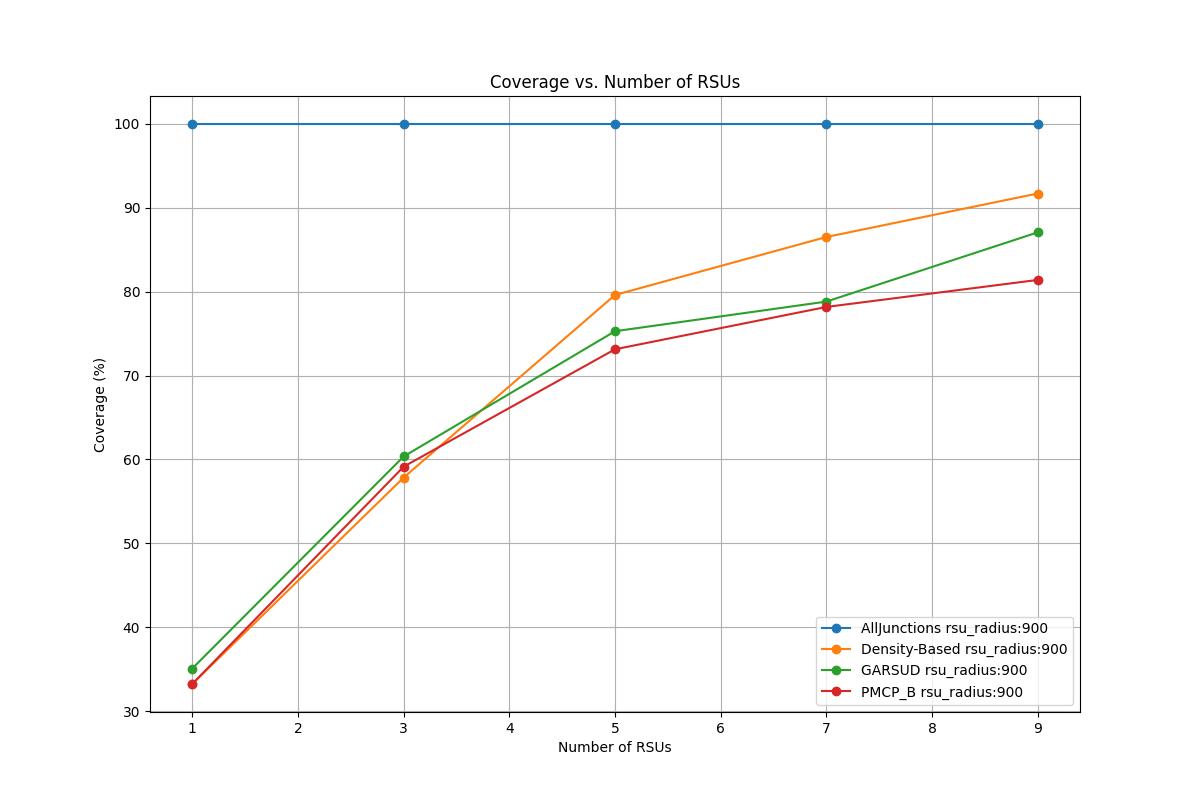 Coverage vs. Number of RSUs
100
90
80
70
60
50
40
30
Coverage (%)
1 2 3 4 5 6 7 8 9
Number of RSUs
AllJunctions rsu_radius:900
Density-Based rsu_radius:900
GARSUD rsu_radius:900
PMCP_B rsu_radius:900